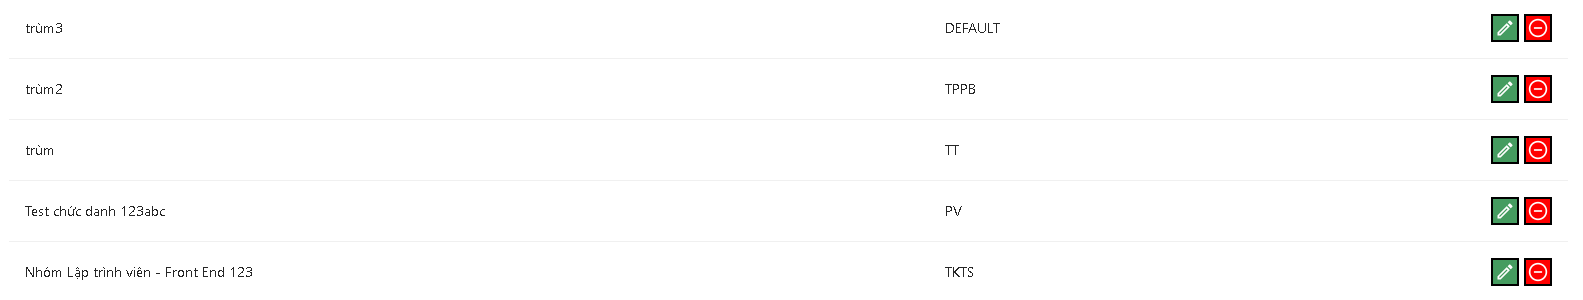 trùm3 DEFAULT
trùm2 TPPB
trùm TT
Test chức danh 123abc PV
Nhóm Lập trình viên - Front End 123 TKTS